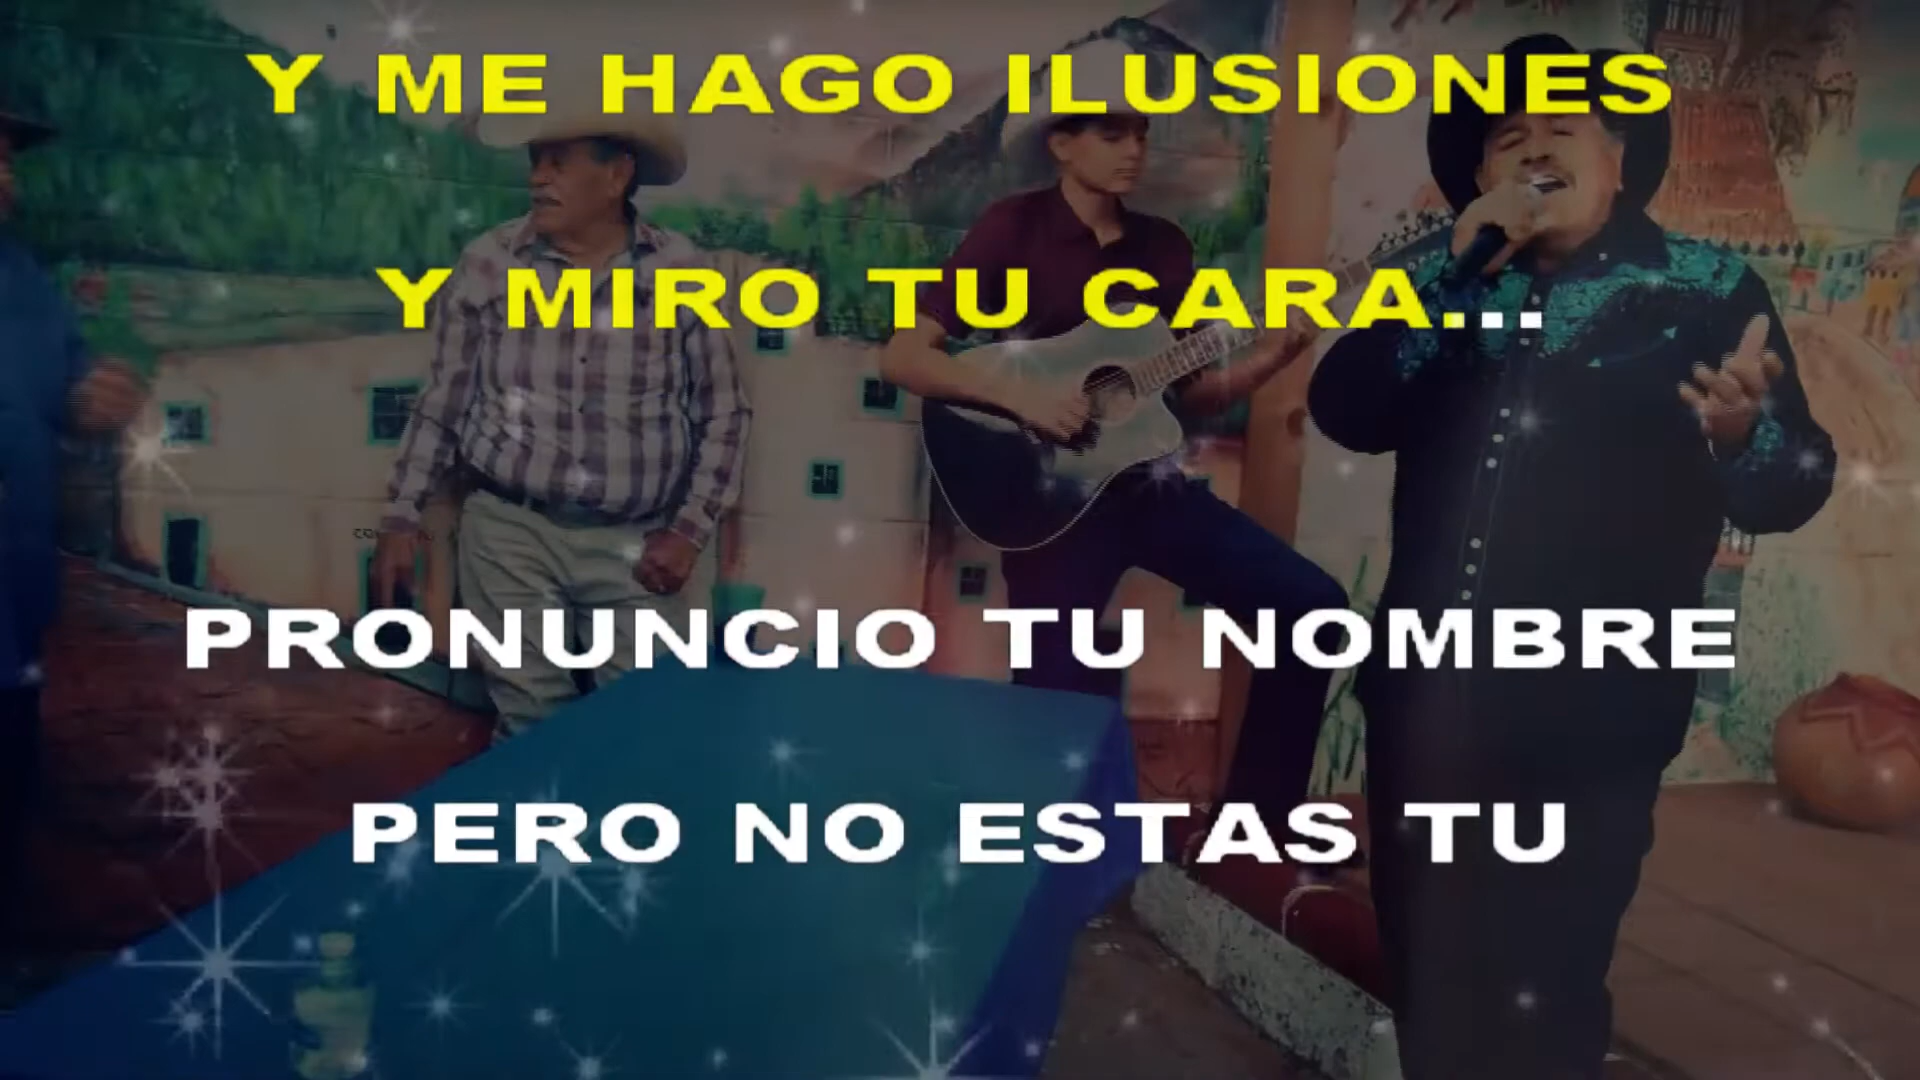 Y ME HAGO ILUSIONES
Y MIRO TU CARA...
PRONUNCIO TU NOMBRE
PERO NO ESTAS TU